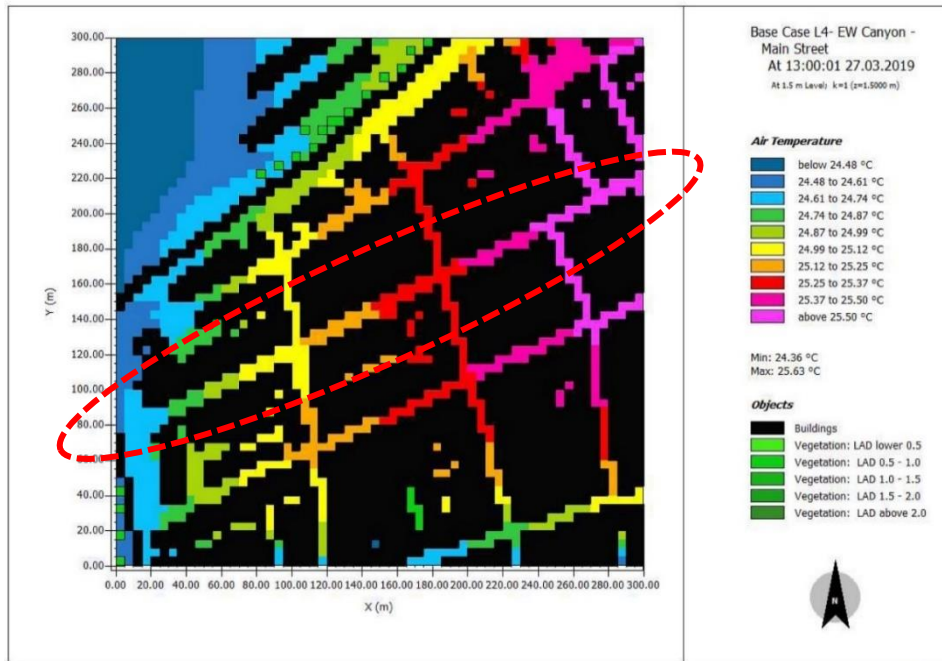 Base Case L4- EW Canyon -
Main Street
At 13:00:01 27.03.2019
At 1.5 m Level; k=1 (z=1.5000 m)
Air Temperature
below 24.48 °C
24.48 to 24.61 °C
24.61 to 24.74 °C
24.74 to 24.87 °C
24.87 to 24.99 °C
24.99 to 25.12 °C
25.12 to 25.25 °C
25.25 to 25.37 °C
25.37 to 25.50 °C
above 25.50 °C
Min: 24.36 °C
Max: 25.63 °C
Objects
Buildings
Vegetation: LAD lower 0.5
Vegetation: LAD 0.5 - 1.0
Vegetation: LAD 1.0 - 1.5
Vegetation: LAD 1.5 - 2.0
Vegetation: LAD above 2.0
N
300.00
280.00
260.00
240.00
220.00
200.00
180.00
160.00
140.00
120.00
100.00
80.00
60.00
40.00
20.00
0.00
Y (m)
0.00 20.00 40.00 60.00 80.00 100.00 120.00 140.00 160.00 180.00 200.00 220.00 240.00 260.00 280.00 300.00
X (m)